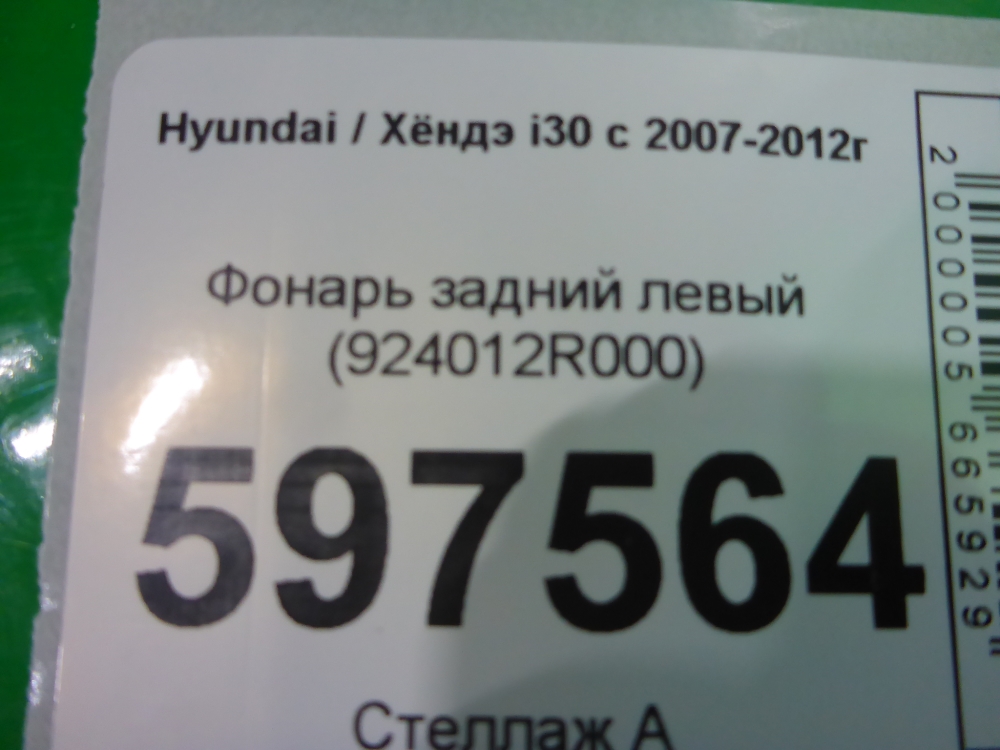 Hyundai / Хёндэ i30 с 2007-2012г
Фонарь задний левый
(924012R000)
597564
Стеллаж А
2000005665929